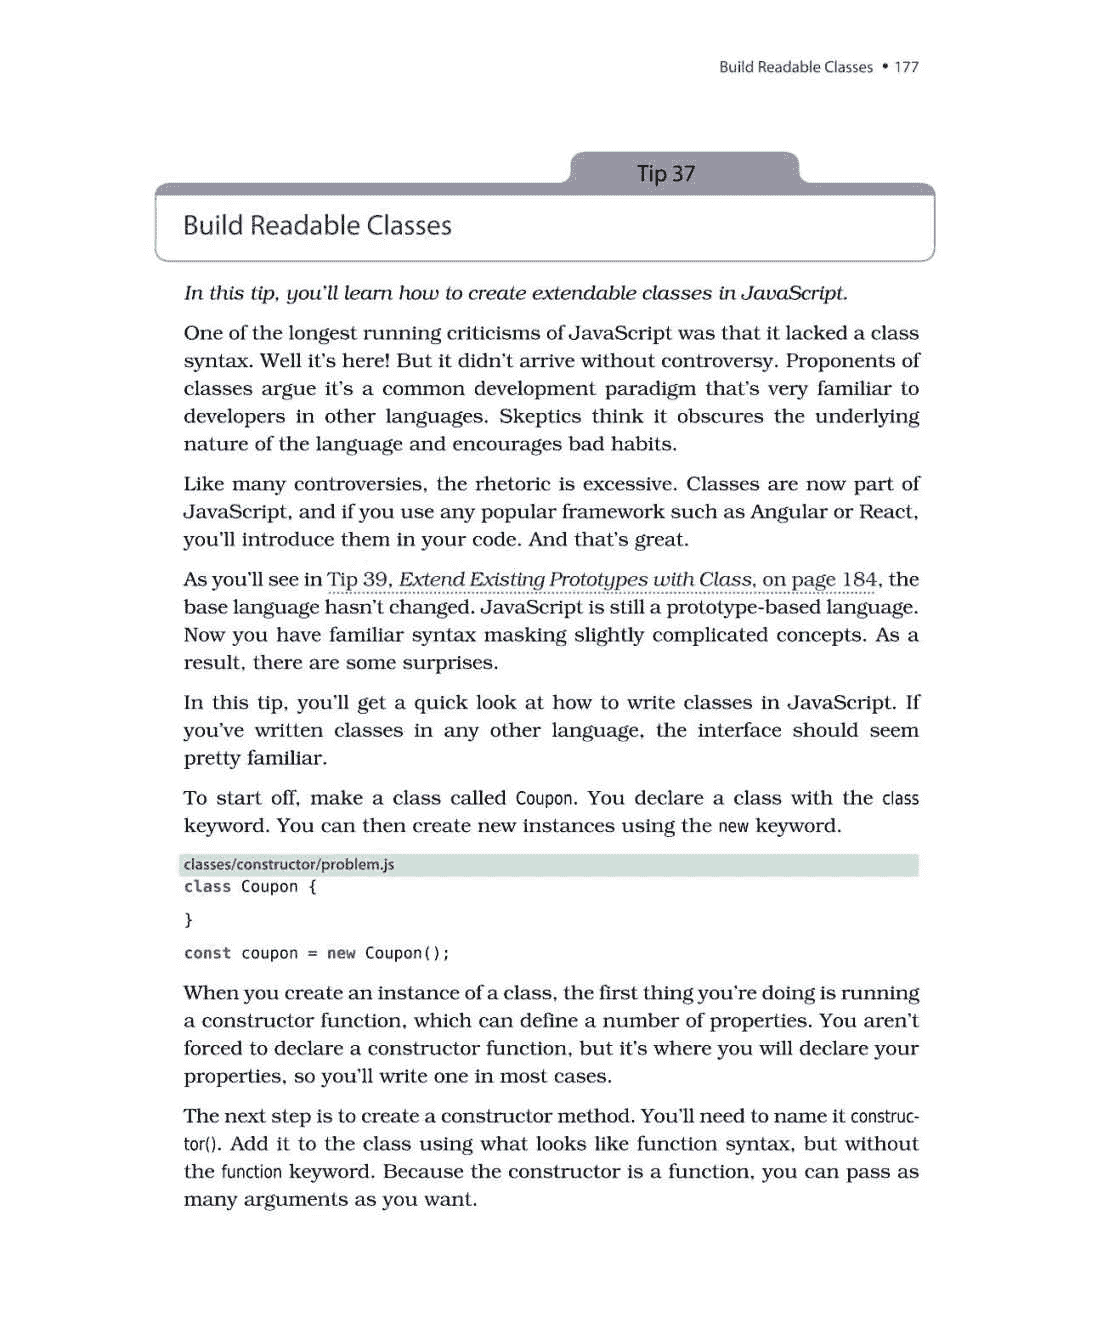 Build Readable Classes • 177
Tip 37
Build Readable Classes
In this tip, you'll learn how to create extendable classes in JavaScript.
One of the longest running criticisms of JavaScript was that it lacked a class
syntax. Well it's here! But it didn't arrive without controversy. Proponents of
classes argue it's a common development paradigm that's very familiar to
developers in other languages. Skeptics think it obscures the underlying
nature of the language and encourages bad habits.
Like many controversies, the rhetoric is excessive. Classes are now part of
JavaScript, and if you use any popular framework such as Angular or React,
you'll introduce them in your code. And that's great.
As you'll see in Tip 39, Extend Existing Prototypes with Class, on page 184, the
base language hasn't changed. JavaScript is still a prototype-based language.
Now you have familiar syntax masking slightly complicated concepts. As a
result, there are some surprises.
In this tip, you'll get a quick look at how to write classes in JavaScript. If
you've written classes in any other language, the interface should seem
pretty familiar.
To start off, make a class called Coupon. You declare a class with the class
keyword. You can then create new instances using the new keyword.
classes/constructor/problem.js
class Coupon {
}
const coupon = new Coupon();
When you create an instance of a class, the first thing you're doing is running
a constructor function, which can define a number of properties. You aren't
forced to declare a constructor function, but it's where you will declare your
properties, so you'll write one in most cases.
The next step is to create a constructor method. You'll need to name it construc-
tor(). Add it to the class using what looks like function syntax, but without
the function keyword. Because the constructor is a function, you can pass as
many arguments as you want.